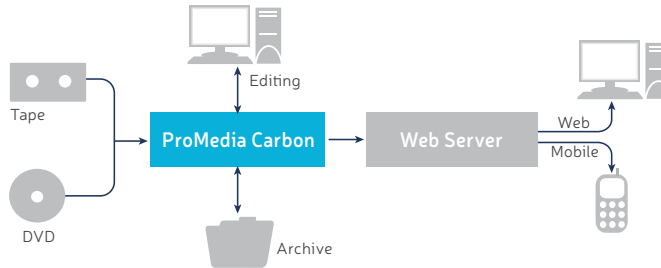 Editing
Tape
ProMedia Carbon
Web Server
Web
Mobile
DVD
Archive